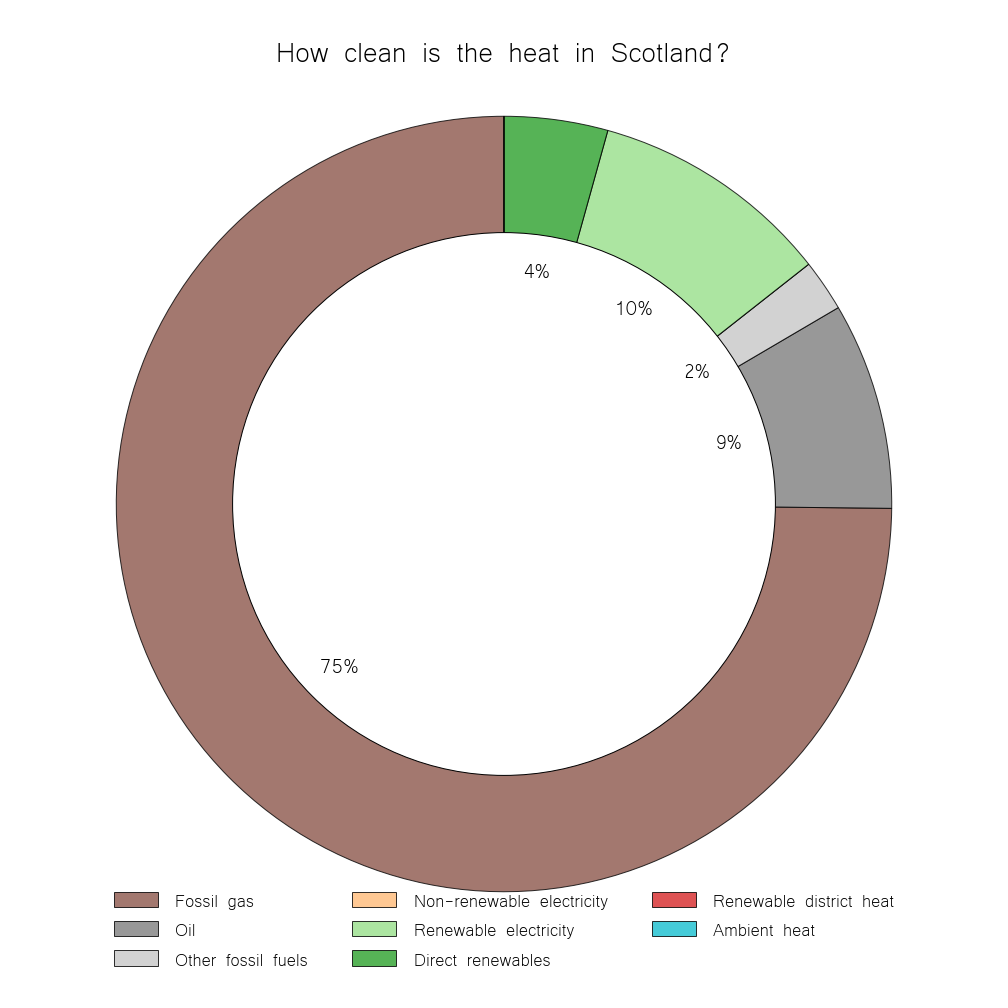 How clean is the heat in Scotland?
4%
10%
2%
9%
75%
Fossil gas
Oil
Other fossil fuels
Non-renewable electricity
Renewable electricity
Direct renewables
Renewable district heat
Ambient heat